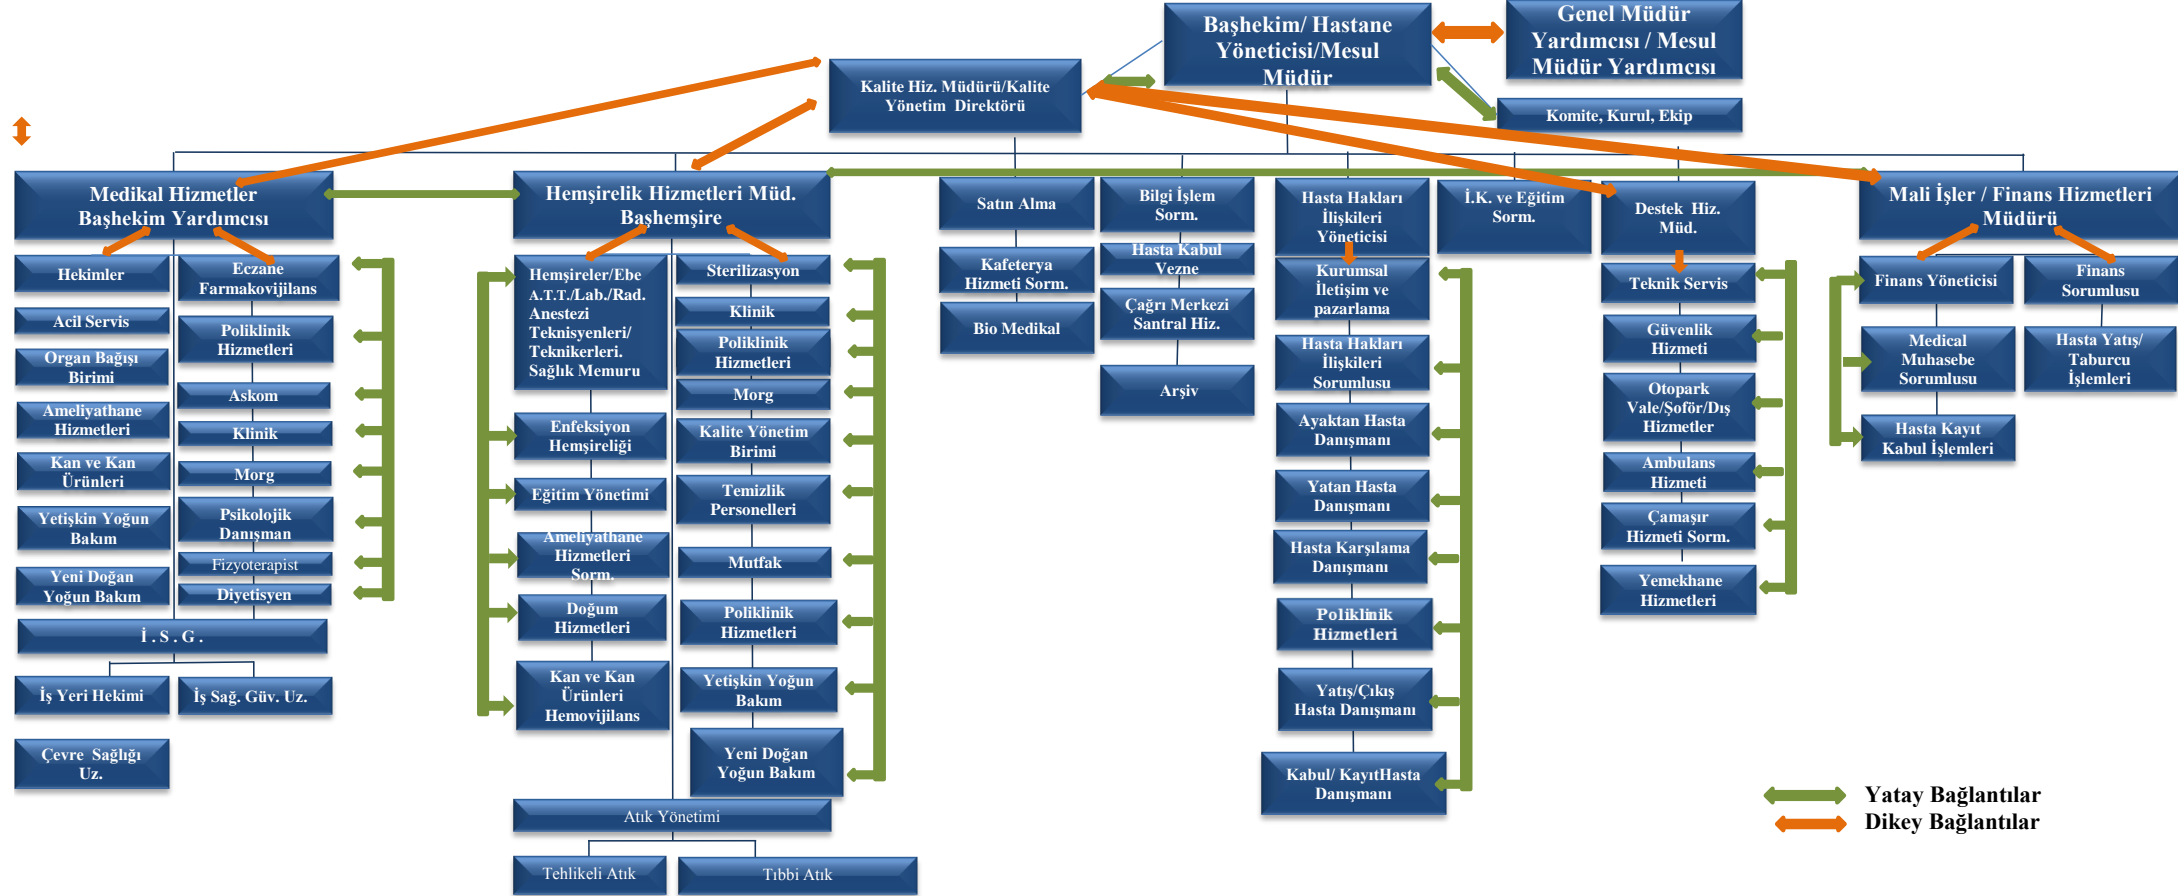 Başhekim/ Hastane
Yöneticisi/Mesul
Müdür
Genel Müdür
Yardımcısı / Mesul
Müdür Yardımcısı
Kalite Hiz. Müdürü/Kalite
Yönetim Direktörü
Komite, Kurul, Ekip
Medikal Hizmetler
Başhekim Yardımcısı
Hekimler
Acil Servis
Organ Bağışı
Birimi
Ameliyathane
Hizmetleri
Kan ve Kan
Ürünleri
Yetişkin Yoğun
Bakım
Yeni Doğan
Yoğun Bakım
Eczane
Farmakovijilans
Poliklinik
Hizmetleri
Askom
Klinik
Morg
Psikolojik
Danışman
Fizyoterapist
Diyetisyen
İ . S . G .
İş Yeri Hekimi
İş Sağ. Güv. Uz.
Çevre Sağlığı
Uz.
Hemşirelik Hizmetleri Müd.
Başhemşire
Hemşireler/Ebe
A.T.T./Lab./Rad.
Anestezi
Teknisyenleri/
Teknikerleri.
Sağlık Memuru
Enfeksiyon
Hemşireliği
Eğitim Yönetimi
Ameliyathane
Hizmetleri
Sorm.
Doğum
Hizmetleri
Kan ve Kan
Ürünleri
Hemovijilans
Sterilizasyon
Klinik
Poliklinik
Hizmetleri
Morg
Kalite Yönetim
Birimi
Temizlik
Personelleri
Mutfak
Poliklinik
Hizmetleri
Yetişkin Yoğun
Bakım
Yeni Doğan
Yoğun Bakım
Atık Yönetimi
Tehlikeli Atık
Tıbbi Atık
Satın Alma
Kafeterya
Hizmeti Sorm.
Bio Medikal
Bilgi İşlem
Sorm.
Hasta Kabul
Vezne
Çağrı Merkezi
Santral Hiz.
Arşiv
Hasta Hakları
İlişkileri
Yöneticisi
Kurumsal
İletişim ve
pazarlama
Hasta Hakları
İlişkileri
Sorumlusu
Ayaktan Hasta
Danışmanı
Yatan Hasta
Danışmanı
Hasta Karşılama
Danışmanı
Poliklinik
Hizmetleri
Yatış/Çıkış
Hasta Danışmanı
Kabul/ KayıtHasta
Danışmanı
İ.K. ve Eğitim
Sorm.
Destek Hiz.
Müd.
Teknik Servis
Güvenlik
Hizmeti
Otopark
Vale/Şoför/Dış
Hizmetler
Ambulans
Hizmeti
Çamaşır
Hizmeti Sorm.
Yemekhane
Hizmetleri
Mali İşler / Finans Hizmetleri
Müdürü
Finans Yöneticisi
Medical
Muhasebe
Sorumlusu
Hasta Kayıt
Kabul İşlemleri
Finans
Sorumlusu
Hasta Yatış/
Taburcu
İşlemleri
Yatay Bağlantılar
Dikey Bağlantılar